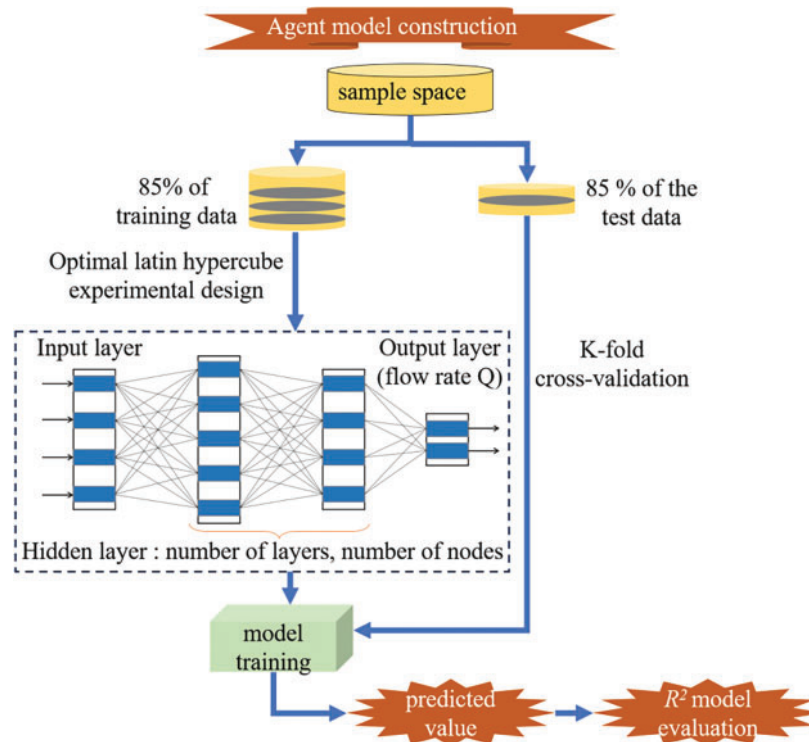 Agent model construction
sample space
85% of
training data
85 % of the
test data
Optimal latin hypercube
experimental design
Input layer
Output layer
(flow rate Q)
K-fold
cross-validation
Hidden layer : number of layers, number of nodes
model
training
predicted
value
R² model
evaluation